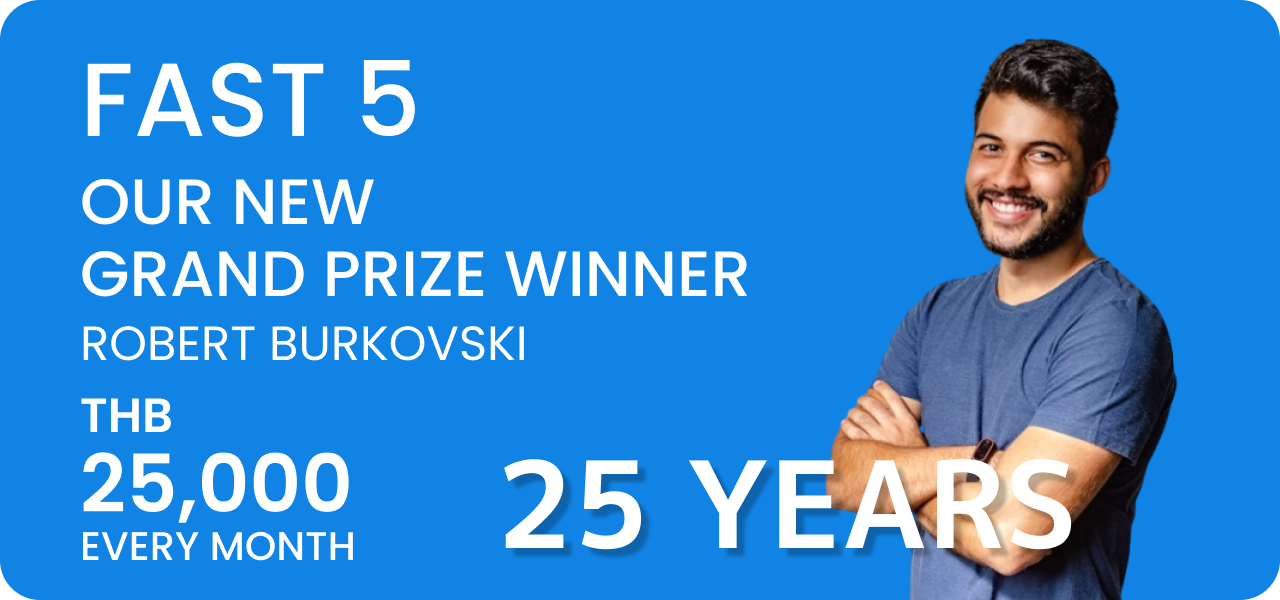 FAST 5
OUR NEW
GRAND PRIZE WINNER
ROBERT BURKOVSKI
THB
25,000
EVERY MONTH
25 YEARS